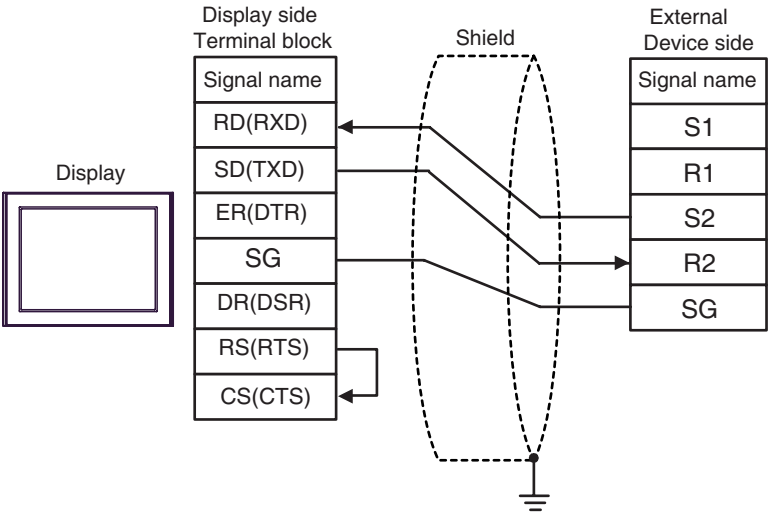 Display side
Terminal block
Signal name
RD(RXD)
SD(TXD)
ER(DTR)
SG
DR(DSR)
RS(RTS)
CS(CTS)
Display
Shield
External
Device side
Signal name
S1
R1
S2
R2
SG